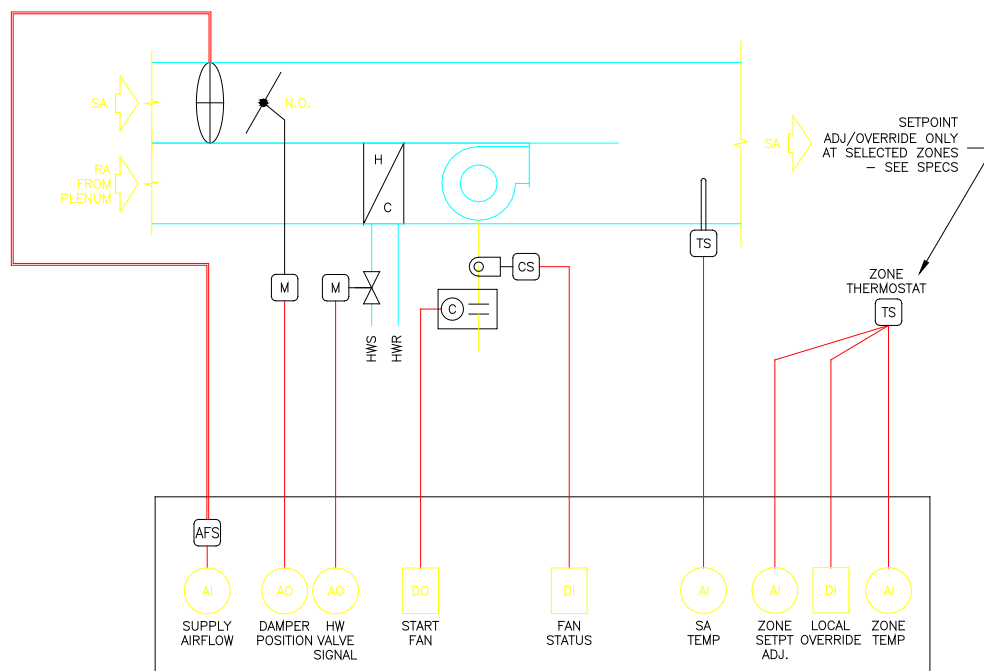 SA
N.O.
RA
FROM
PLENUM
H
C
SA
SETPOINT
ADJ/OVERRIDE ONLY
AT SELECTED ZONES
– SEE SPECS
TS
CS
M
M
C
ZONE
THERMOSTAT
TS
HWS
HWR
AFS
AI
AO
AO
DO
DI
AI
AI
DI
AI
SUPPLY
AIRFLOW
DAMPER
POSITION
HW
VALVE
SIGNAL
START
FAN
FAN
STATUS
SA
TEMP
ZONE
SETPT
ADJ.
LOCAL
OVERRIDE
ZONE
TEMP